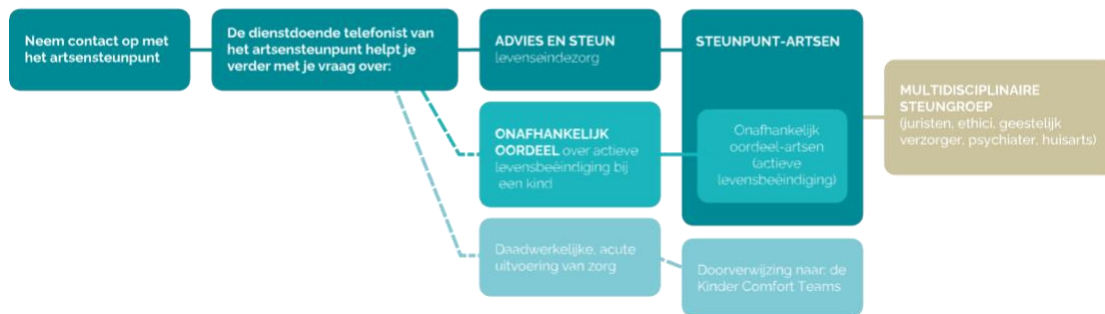 Neem contact op met
het artsensteunpunt
De dienstdoende telefonist van
het artsensteunpunt helpt je
verder met je vraag over:
ADVIES EN STEUN
levenseindezorg
ONAFHANKELIJK
OORDEEL over actieve
levensbeëindiging bij
een kind
Daadwerkelijke, acute
uitvoering van zorg
STEUNPUNT-ARTSEN
Onafhankelijk
oordeel-artsen
(actieve
levensbeëindiging)
Doorverwijzing naar: de
Kinder Comfort Teams
MULTIDISCIPLINAIRE
STEUNGROEP
(juristen, ethici, geestelijk
verzorger, psychiater, huisarts)